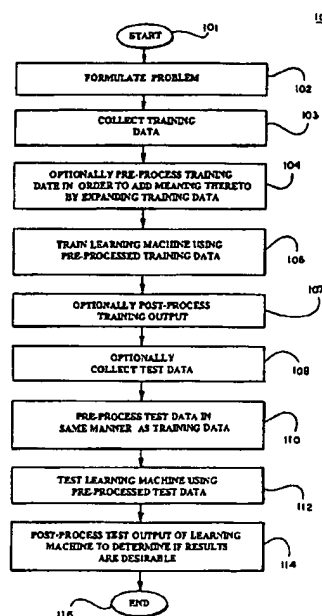 START
101
10
FORMULATE PROBLEM
102
COLLECT TRAINING
DATA
103
OPTIONALLY PRE-PROCESS TRAINING
DATE IN ORDER TO ADD MEANING THERETO
BY EXPANDING TRAINING DATA
104
TRAIN LEARNING MACHINE USING
PRE-PROCESSED TRAINING DATA
106
OPTIONALLY POST-PROCESS
TRAINING OUTPUT
107
OPTIONALLY
COLLECT TEST DATA
108
PRE-PROCESS TEST DATA IN
SAME MANNER AS TRAINING DATA
110
TEST LEARNING MACHINE USING
PRE-PROCESSED TEST DATA
112
POST-PROCESS TEST OUTPUT OF LEARNING
MACHINE TO DETERMINE IF RESULTS
ARE DESIRABLE
114
END
116